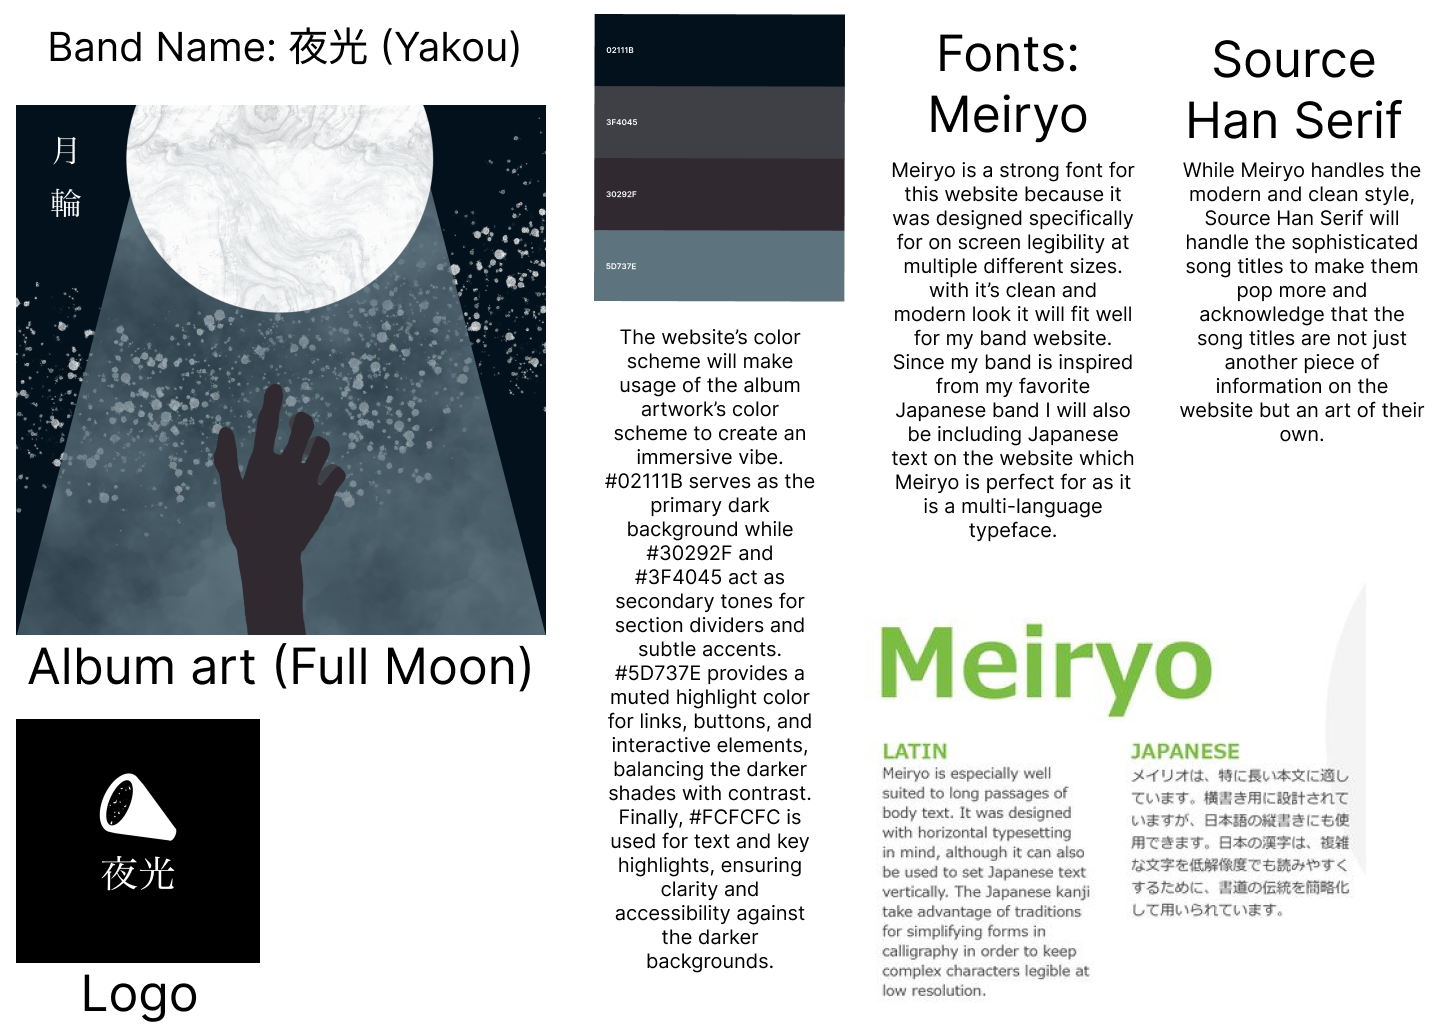 Band Name: 夜光 (Yakou)
月
輪
Album art (Full Moon)
夜光
Logo
02111B
3F4045
30292F
5D737E
The website’s color
scheme will make
usage of the album
artwork’s color
scheme to create an
immersive vibe.
#02111B serves as the
primary dark
background while
#30292F and
#3F4045 act as
secondary tones for
section dividers and
subtle accents.
#5D737E provides a
muted highlight color
for links, buttons, and
interactive elements,
balancing the darker
shades with contrast.
Finally, #FCFCFC is
used for text and key
highlights, ensuring
clarity and
accessibility against
the darker
backgrounds.
Fonts:
Meiryo
Meiryo is a strong font for
this website because it
was designed specifically
for on screen legibility at
multiple different sizes.
with it’s clean and
modern look it will fit well
for my band website.
Since my band is inspired
from my favorite
Japanese band I will also
be including Japanese
text on the website which
Meiryo is perfect for as it
is a multi-language
typeface.
Source
Han Serif
While Meiryo handles the
modern and clean style,
Source Han Serif will
handle the sophisticated
song titles to make them
pop more and
acknowledge that the
song titles are not just
another piece of
information on the
website but an art of their
own.
Meiryo
LATIN
Meiryo is especially well
suited to long passages of
body text. It was designed
with horizontal typesetting
in mind, although it can also
be used to set Japanese text
vertically. The Japanese kanji
take advantage of traditions
for simplifying forms in
calligraphy in order to keep
complex characters legible at
low resolution.
JAPANESE
メイリオは、特に長い本文に適し
ています。横書き用に設計されて
いますが、日本語の縦書きにも使
用できます。日本の漢字は、複雑
な文字を低解像度でも読みやすく
するために、書道の伝統を簡略化
して用いられています。